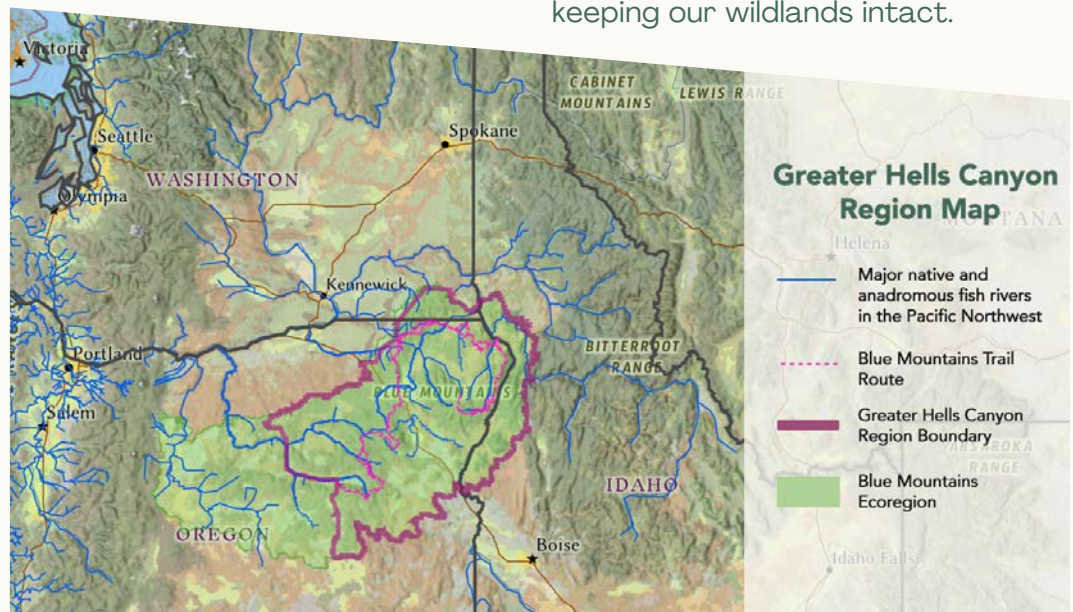 keeping our wildlands intact.
Victoria
CABINET
MOUNTAINS
LEWIS RANGE
Spokane
Seattle
WASHINGTON
Olympia
Greater Hells Canyon
Region Map
MONTANA
Helena
Major native and
anadromous fish rivers
in the Pacific Northwest
Kennewick
BITTERROOT
RANGE
Portland
Blue Mountains Trail
Route
BLUE MOUNTAINS
Salem
Greater Hells Canyon
Region Boundary
ABSAROKA
RANGE
IDAHO
Blue Mountains
Ecoregion
OREGON
Boise
Idaho Falls